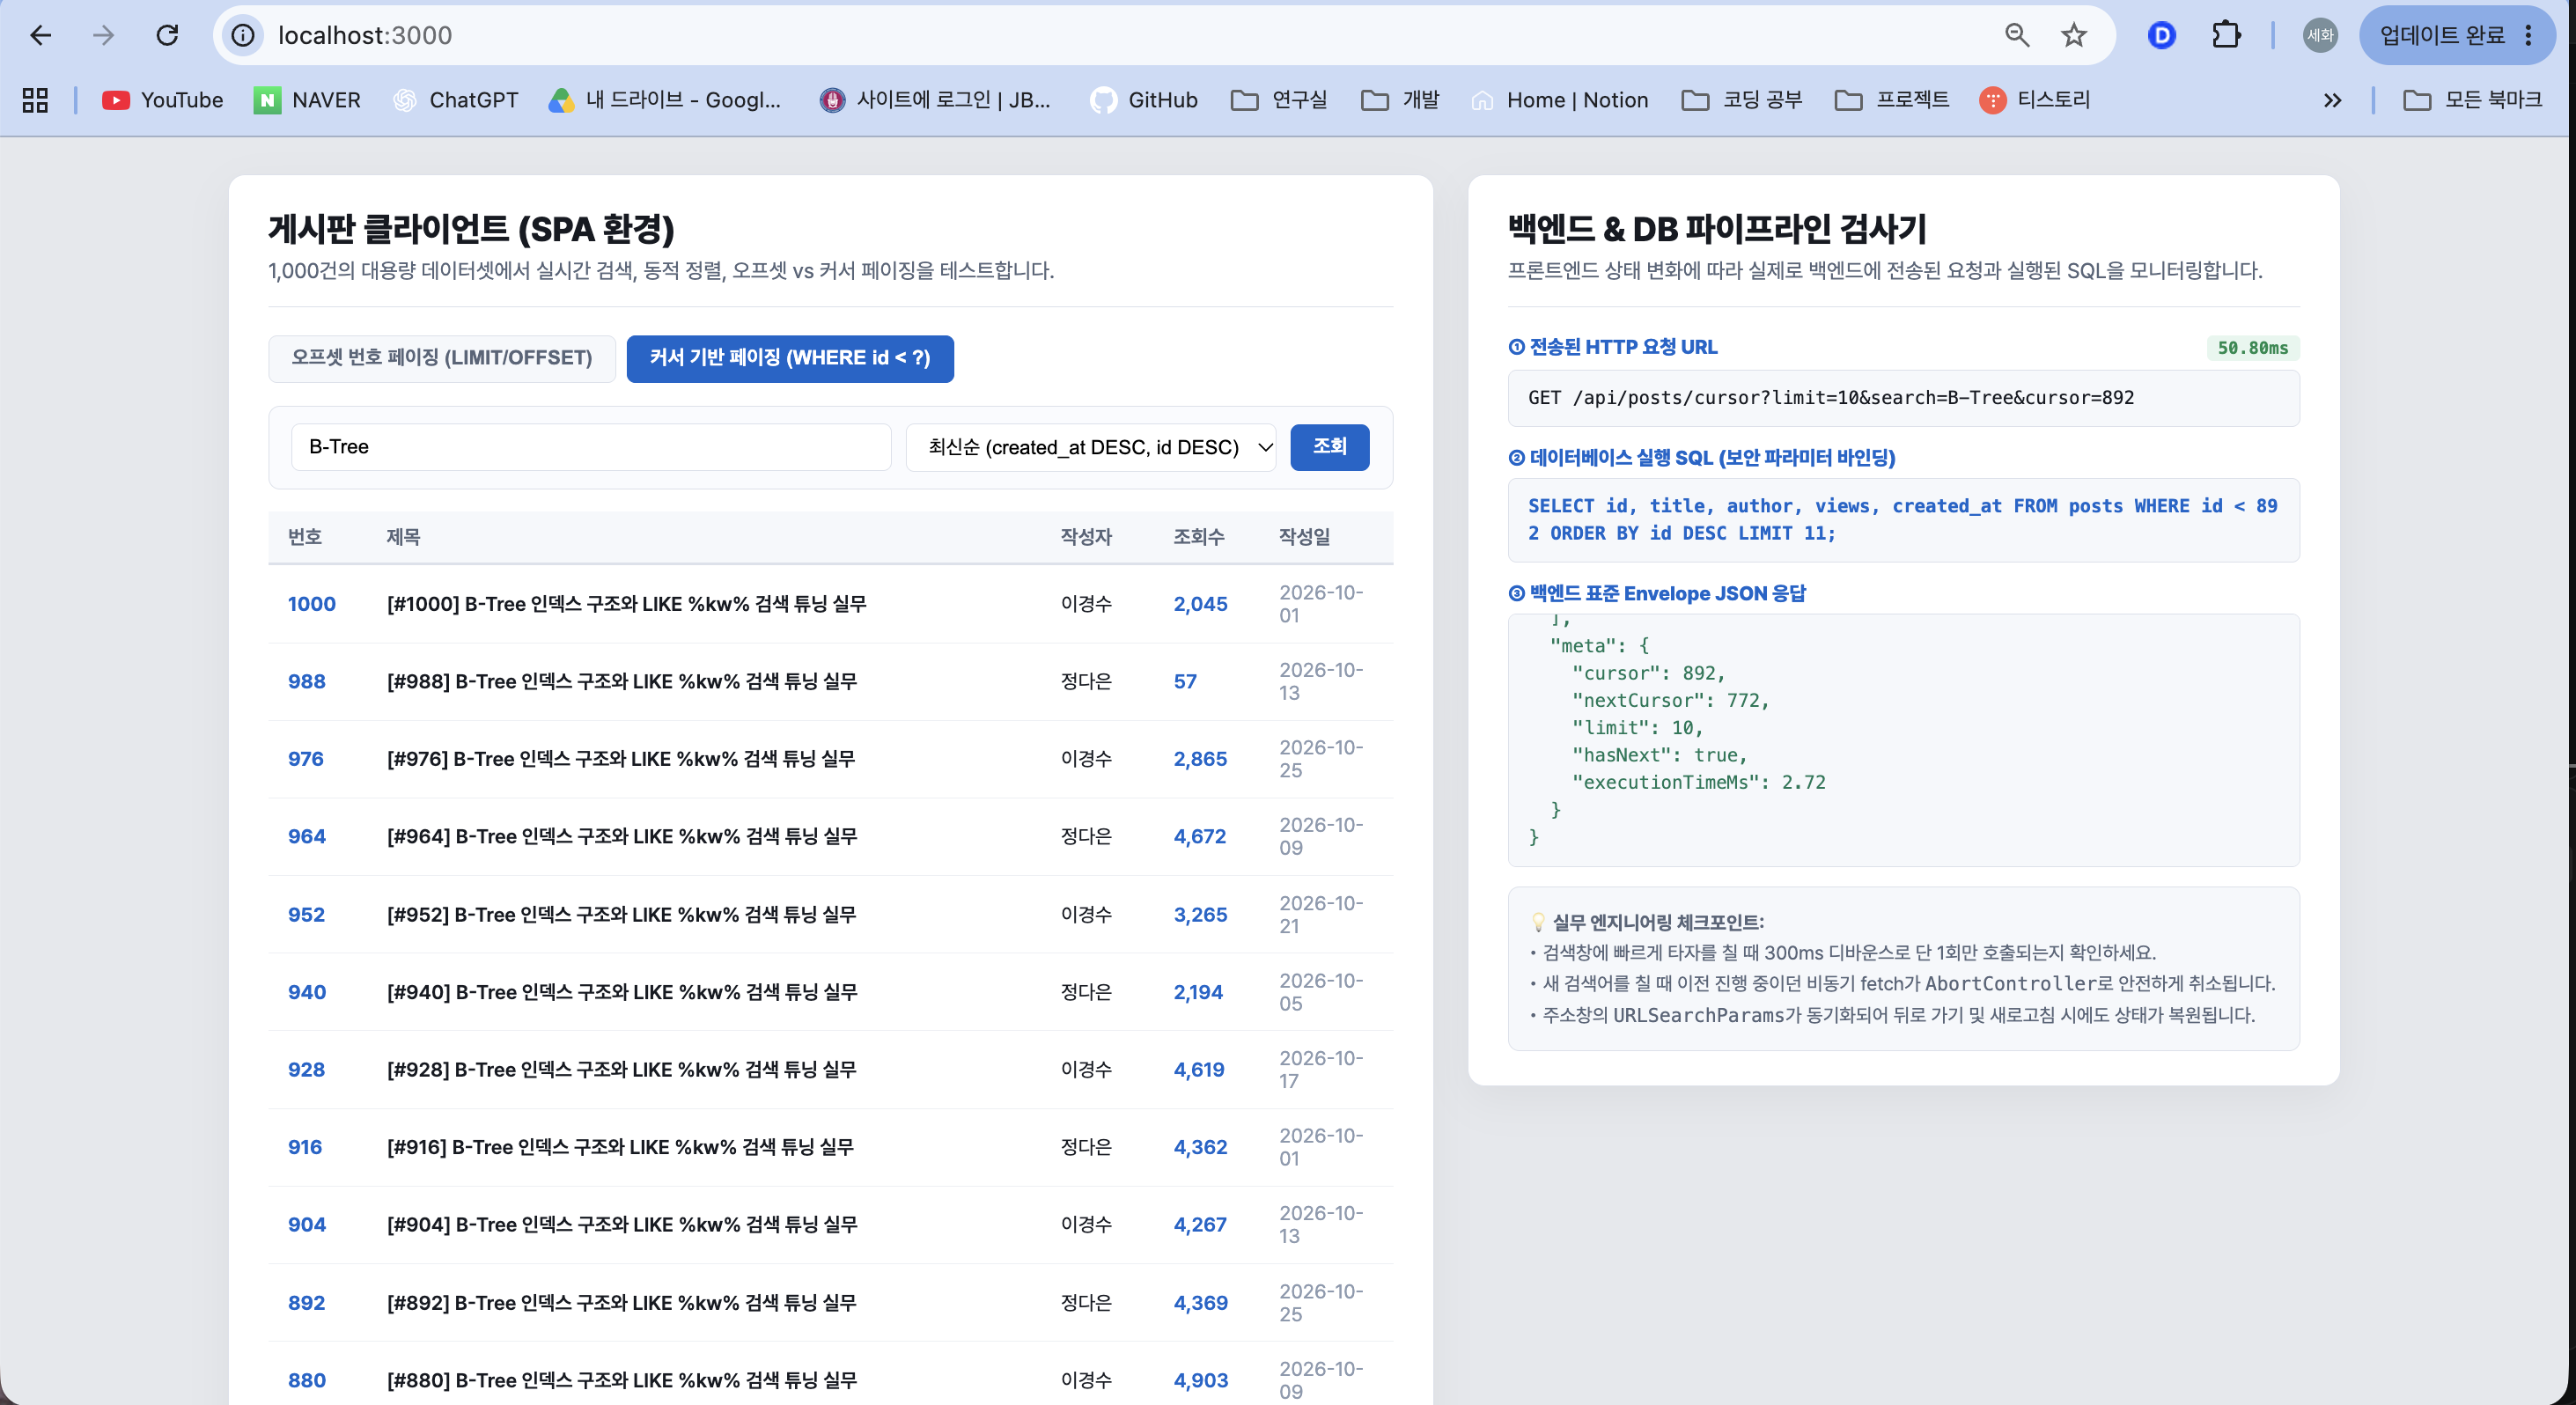 localhost:3000
세화
업데이트 완료
YouTube
NAVER
ChatGPT
내 드라이브 - Googl...
사이트에 로그인 | JB...
GitHub
연구실
개발
Home | Notion
코딩 공부
프로젝트
티스토리
모든 북마크
게시판 클라이언트 (SPA 환경)
1,000건의 대용량 데이터셋에서 실시간 검색, 동적 정렬, 오프셋 vs 커서 페이징을 테스트합니다.
오프셋 번호 페이징 (LIMIT/OFFSET)
커서 기반 페이징 (WHERE id < ?)
B-Tree
최신순 (created_at DESC, id DESC)
조회
번호 제목 작성자 조회수 작성일
1000 [#1000] B-Tree 인덱스 구조와 LIKE %kw% 검색 튜닝 실무 이경수 2,045 2026-10-
01
988 [#988] B-Tree 인덱스 구조와 LIKE %kw% 검색 튜닝 실무 정다은 57 2026-10-
13
976 [#976] B-Tree 인덱스 구조와 LIKE %kw% 검색 튜닝 실무 이경수 2,865 2026-10-
25
964 [#964] B-Tree 인덱스 구조와 LIKE %kw% 검색 튜닝 실무 정다은 4,672 2026-10-
09
952 [#952] B-Tree 인덱스 구조와 LIKE %kw% 검색 튜닝 실무 이경수 3,265 2026-10-
21
940 [#940] B-Tree 인덱스 구조와 LIKE %kw% 검색 튜닝 실무 정다은 2,194 2026-10-
05
928 [#928] B-Tree 인덱스 구조와 LIKE %kw% 검색 튜닝 실무 이경수 4,619 2026-10-
17
916 [#916] B-Tree 인덱스 구조와 LIKE %kw% 검색 튜닝 실무 정다은 4,362 2026-10-
01
904 [#904] B-Tree 인덱스 구조와 LIKE %kw% 검색 튜닝 실무 이경수 4,267 2026-10-
13
892 [#892] B-Tree 인덱스 구조와 LIKE %kw% 검색 튜닝 실무 정다은 4,369 2026-10-
25
880 [#880] B-Tree 인덱스 구조와 LIKE %kw% 검색 튜닝 실무 이경수 4,903 2026-10-
09
백엔드 & DB 파이프라인 검사기
프론트엔드 상태 변화에 따라 실제로 백엔드에 전송된 요청과 실행된 SQL을 모니터링합니다.
① 전송된 HTTP 요청 URL
50.80ms
GET /api/posts/cursor?limit=10&search=B-Tree&cursor=892
② 데이터베이스 실행 SQL (보안 파라미터 바인딩)
SELECT id, title, author, views, created_at FROM posts WHERE id < 89
2 ORDER BY id DESC LIMIT 11;
③ 백엔드 표준 Envelope JSON 응답
],
"meta": {
"cursor": 892,
"nextCursor": 772,
"limit": 10,
"hasNext": true,
"executionTimeMs": 2.72
}
}
💡 실무 엔지니어링 체크포인트:
• 검색창에 빠르게 타자를 칠 때 300ms 디바운스로 단 1회만 호출되는지 확인하세요.
• 새 검색어를 칠 때 이전 진행 중이던 비동기 fetch가 AbortController로 안전하게 취소됩니다.
• 주소창의 URLSearchParams가 동기화되어 뒤로 가기 및 새로고침 시에도 상태가 복원됩니다.